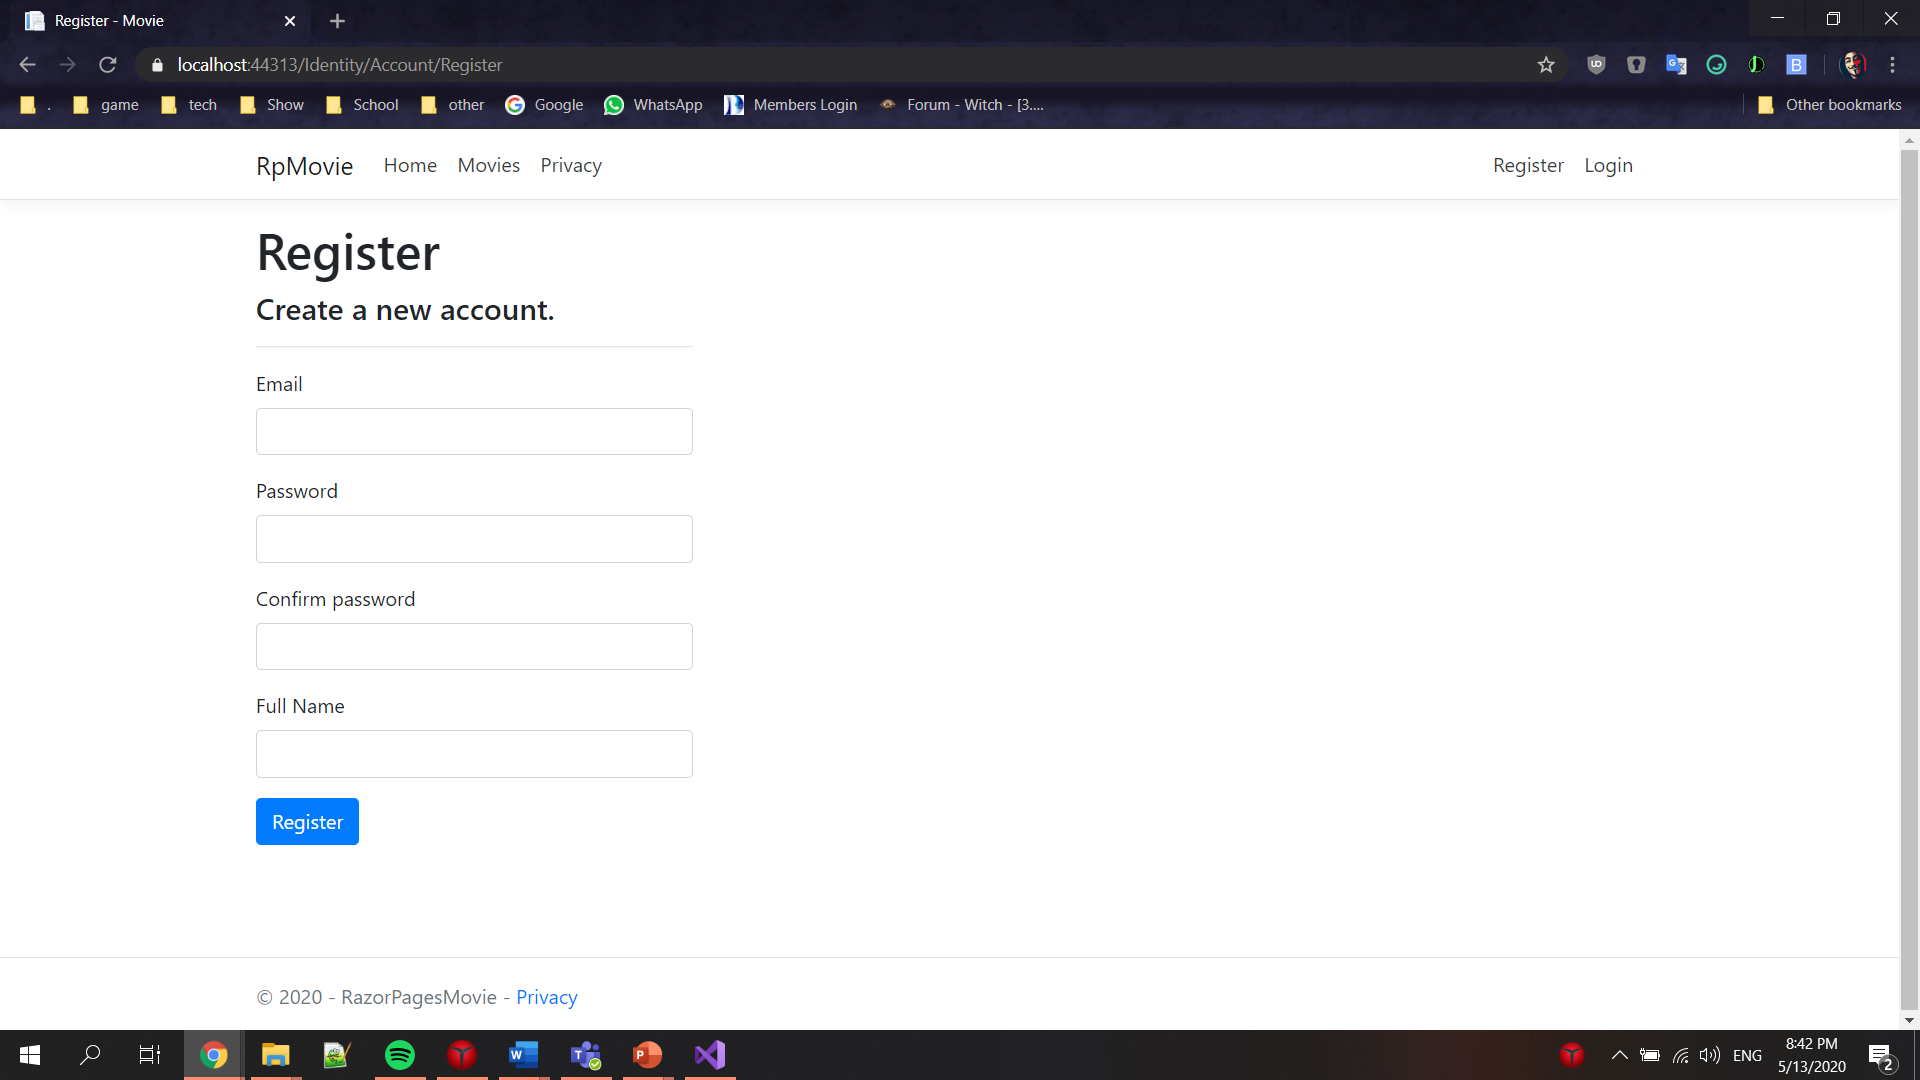 Register - Movie
localhost:44313/Identity/Account/Register
. game tech Show School other Google WhatsApp Members Login Forum - Witch - [3.... Other bookmarks
RpMovie Home Movies Privacy Register Login
Register
Create a new account.
Email
Password
Confirm password
Full Name
Register
© 2020 - RazorPagesMovie - Privacy
ENG
8:42 PM
5/13/2020
2